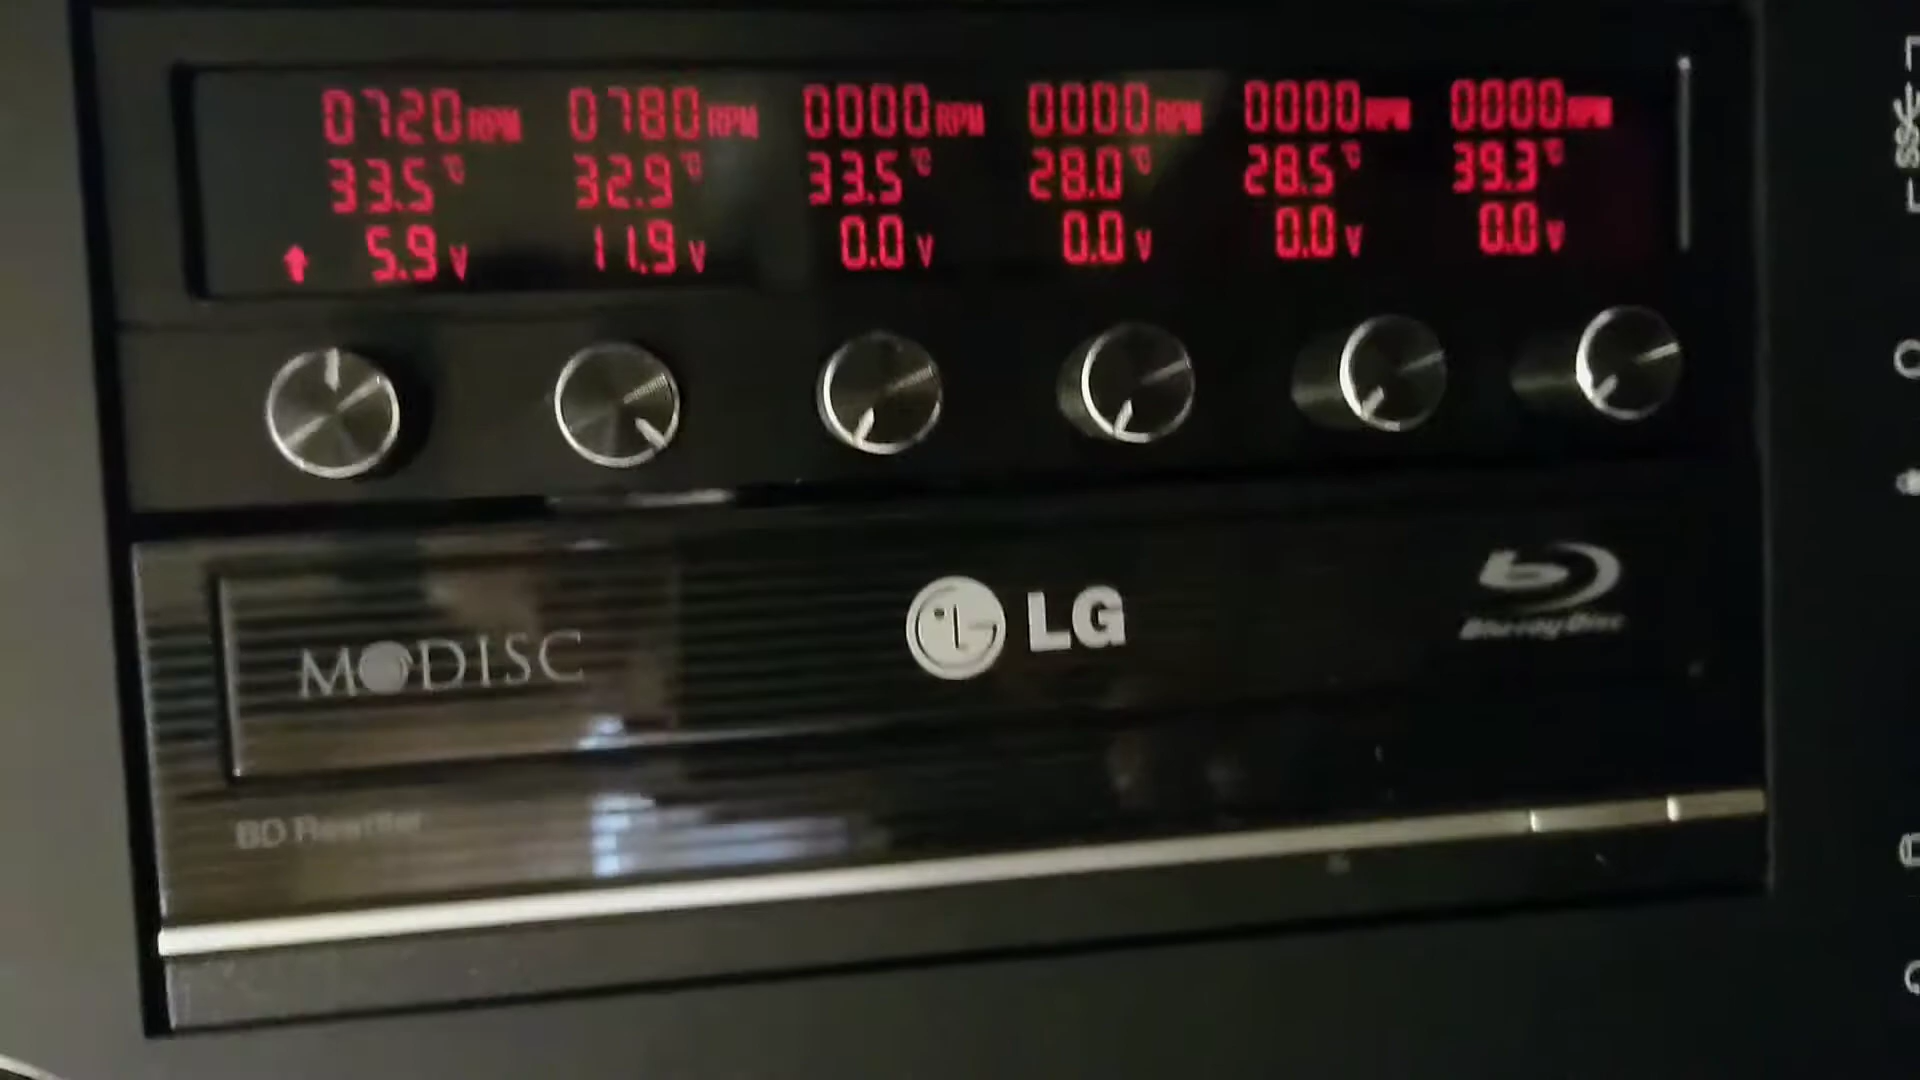 0720RPM 0780RPM 0000RPM 0000RPM 0000RPM 0000RPM
33.5℃ 32.9℃ 33.5℃ 28.0℃ 28.5℃ 39.3℃
5.9V 11.9V 0.0V 0.0V 0.0V 0.0V
M DISC
LG
Blu-ray Disc
BD Rewriter